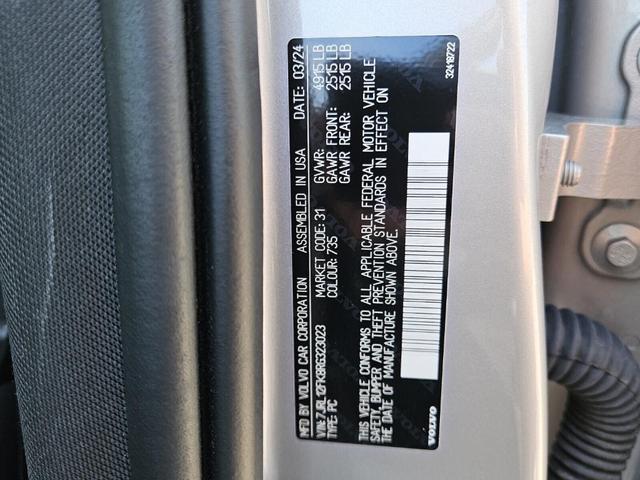 MFD BY VOLVO CAR CORPORATION ASSEMBLED IN USA DATE: 03/24
VIN: 7JRL12FK8RG323023 MARKET CODE: 31 GVWR: 4915 LB
TYPE: PC COLOUR: 735 GAWR FRONT: 2515 LB
GAWR REAR: 2515 LB
THIS VEHICLE CONFORMS TO ALL APPLICABLE FEDERAL MOTOR VEHICLE
SAFETY, BUMPER AND THEFT PREVENTION STANDARDS IN EFFECT ON
THE DATE OF MANUFACTURE SHOWN ABOVE.
VOLVO 32418722